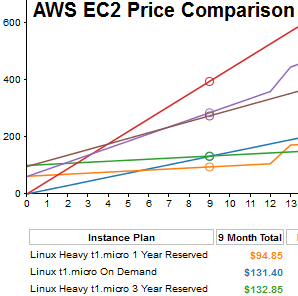 AWS EC2 Price Comparison
600
400
200
0
0 1 2 3 4 5 6 7 8 9 10 11 12 13
Instance Plan 9 Month Total
Linux Heavy t1.micro 1 Year Reserved $94.85
Linux t1.micro On Demand $131.40
Linux Heavy t1.micro 3 Year Reserved $132.85